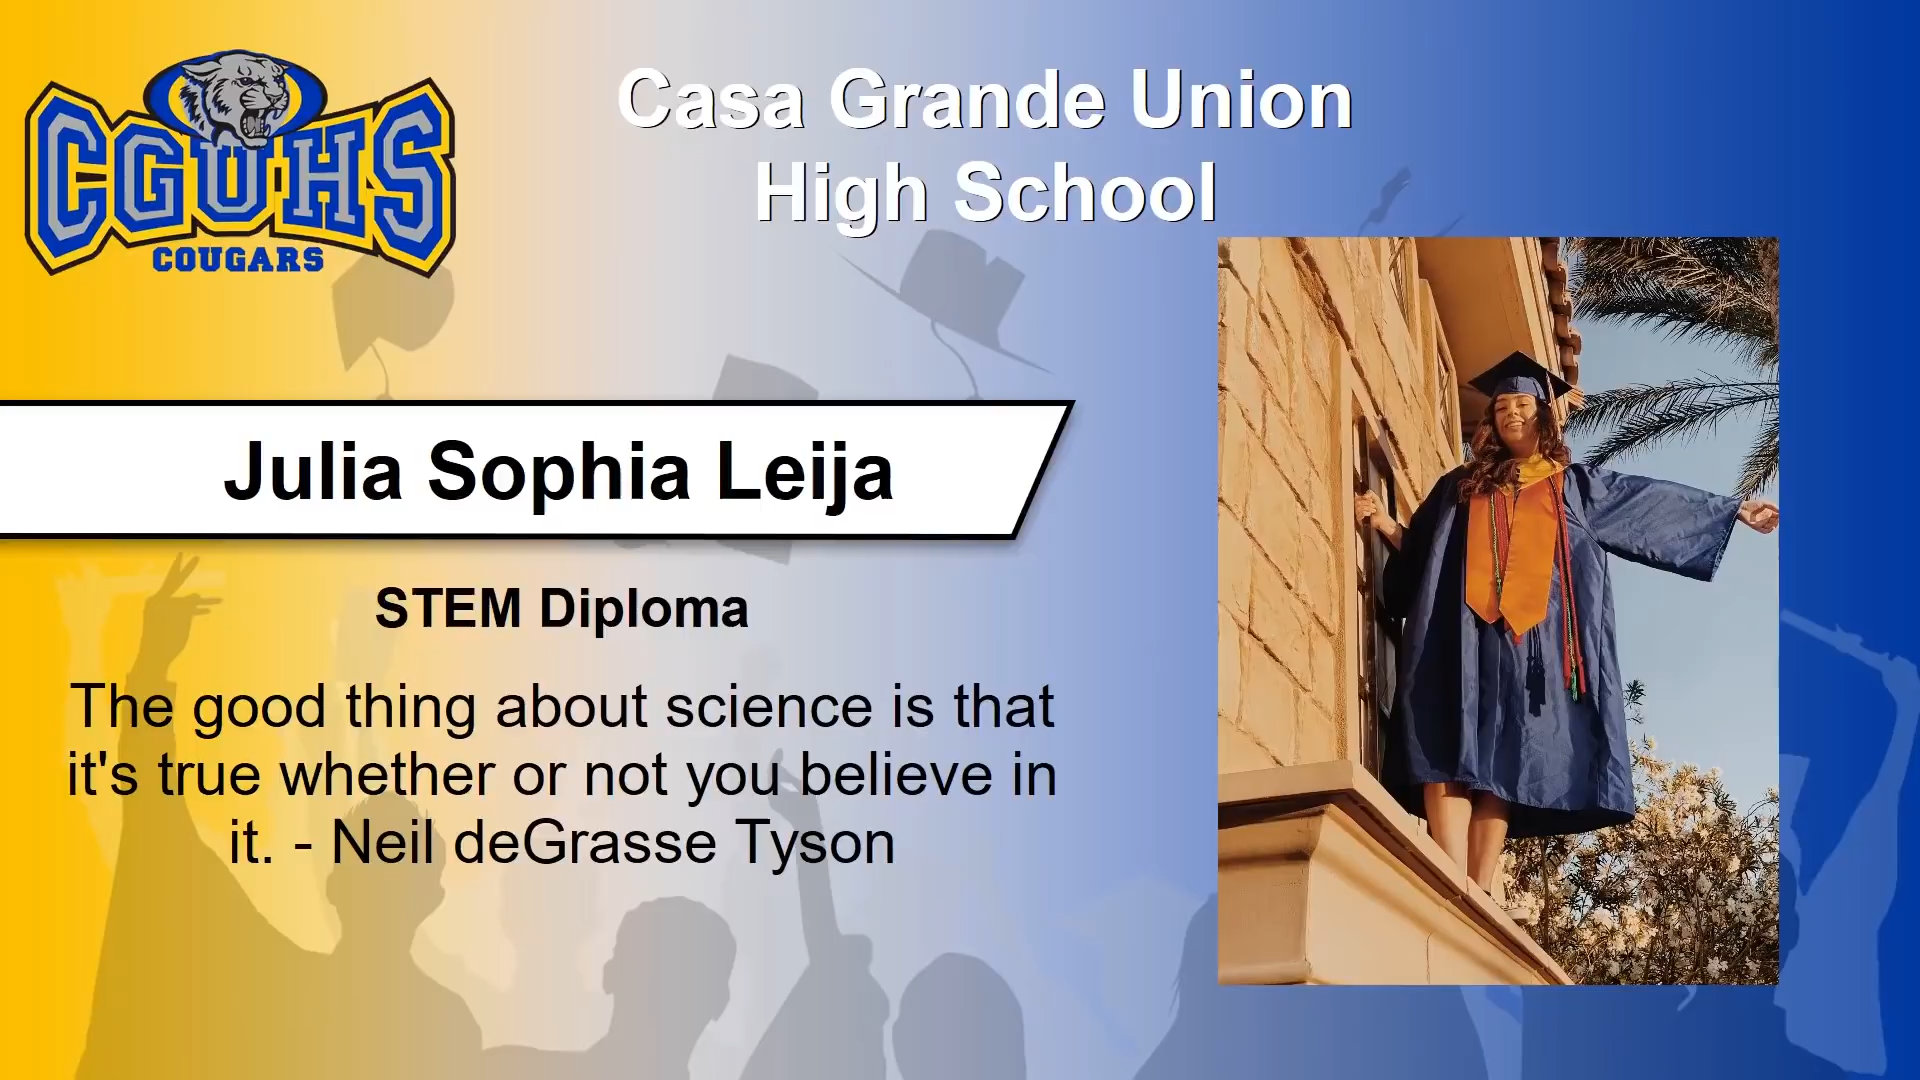 CGUHS
COUGARS
Casa Grande Union
High School
Julia Sophia Leija
STEM Diploma
The good thing about science is that
it's true whether or not you believe in
it. - Neil deGrasse Tyson